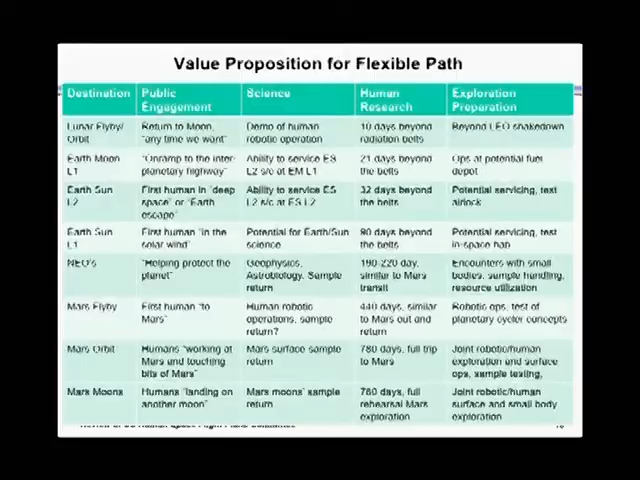 Value Proposition for Flexible Path
Destination Public Engagement Science Human Research Exploration Preparation
Lunar Flyby/ Orbit Return to Moon, "any time we want" Demo of human robotic operation 10 days beyond radiation belts Beyond LEO shakedown
Earth Moon L1 "Onramp to the inter-planetary highway" Ability to service ES L2 s/c at EM L1 21 days beyond the belts Ops at potential fuel depot
Earth Sun L2 First human in "deep space" or "Earth escape" Ability to service ES L2 s/c at ES L2 32 days beyond the belts Potential servicing, test airlock
Earth Sun L1 First human "in the solar wind" Potential for Earth/Sun science 90 days beyond the belts Potential servicing, test in-space hab
NEO's "Helping protect the planet" Geophysics, Astrobiology, Sample return 190-220 day, similar to Mars transit Encounters with small bodies, sample handling, resource utilization
Mars Flyby First human "to Mars" Human robotic operations, sample return? 440 days, similar to Mars out and return Robotic ops, test of planetary cycler concepts
Mars Orbit Humans "working at Mars and touching bits of Mars" Mars surface sample return 780 days, full trip to Mars Joint robotic/human exploration and surface ops, sample testing,
Mars Moons Humans "landing on another moon" Mars moons' sample return 780 days, full rehearsal Mars exploration Joint robotic/human surface and small body exploration